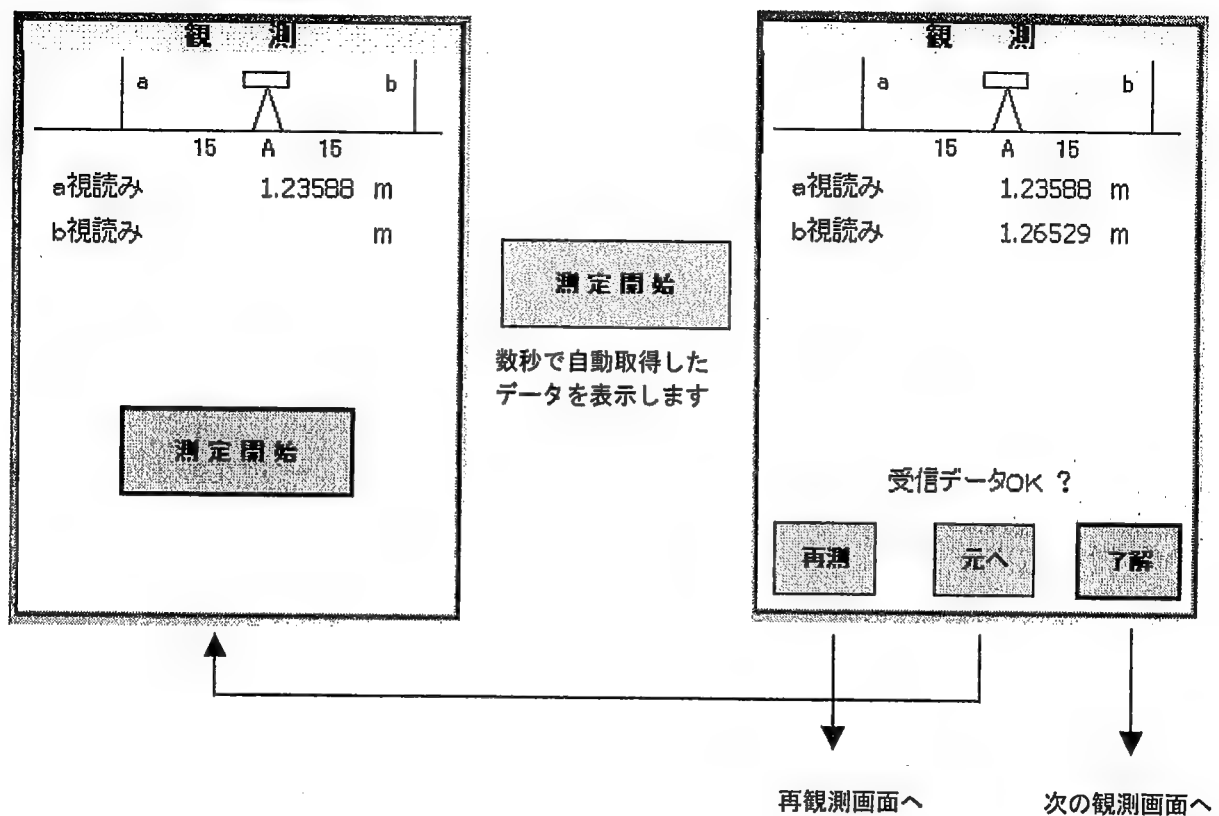 観 測
a b
15 A 15
a視読み 1.23588 m
b視読み m
測定開始
測定開始
数秒で自動取得した
データを表示します
観 測
a b
15 A 15
a視読み 1.23588 m
b視読み 1.26529 m
受信データOK ?
再測 元へ 了解
再観測画面へ
次の観測画面へ